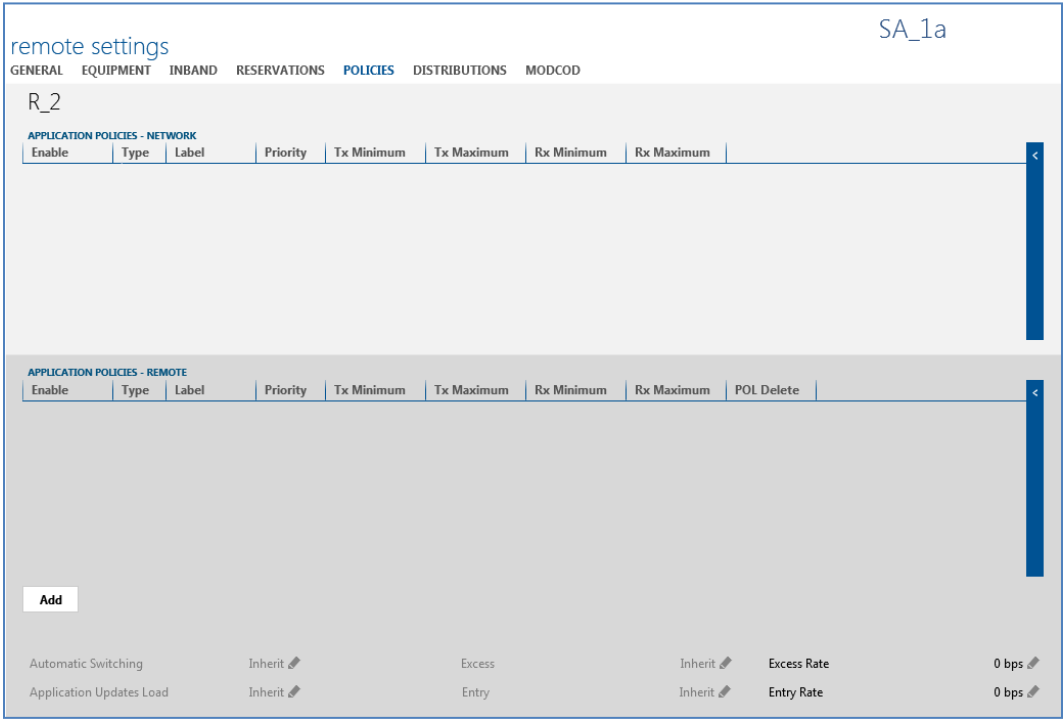 SA_1a
remote settings
GENERAL EQUIPMENT INBAND RESERVATIONS POLICIES DISTRIBUTIONS MODCOD
R_2
APPLICATION POLICIES - NETWORK
Enable Type Label Priority Tx Minimum Tx Maximum Rx Minimum Rx Maximum
<
APPLICATION POLICIES - REMOTE
Enable Type Label Priority Tx Minimum Tx Maximum Rx Minimum Rx Maximum POL Delete
<
Add
Automatic Switching Inherit Excess Inherit Excess Rate 0 bps
Application Updates Load Inherit Entry Inherit Entry Rate 0 bps